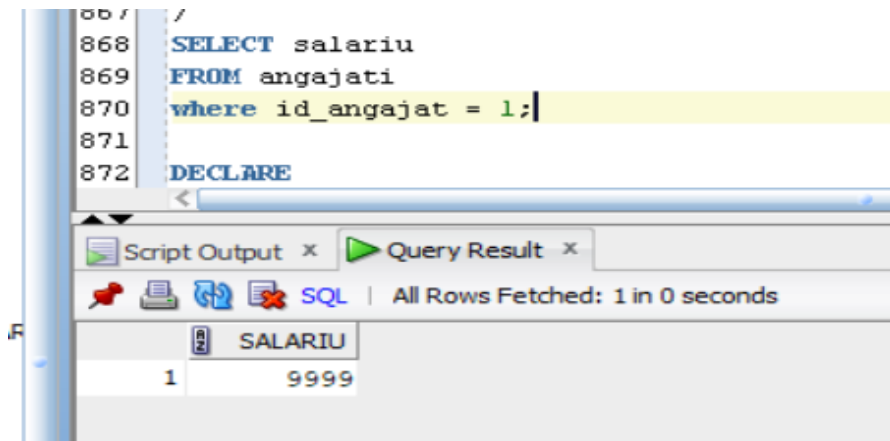 867 /
868 SELECT salariu
869 FROM angajati
870 where id_angajat = 1;
871
872 DECLARE
Script Output x Query Result x
SQL | All Rows Fetched: 1 in 0 seconds
SALARIU
1 9999